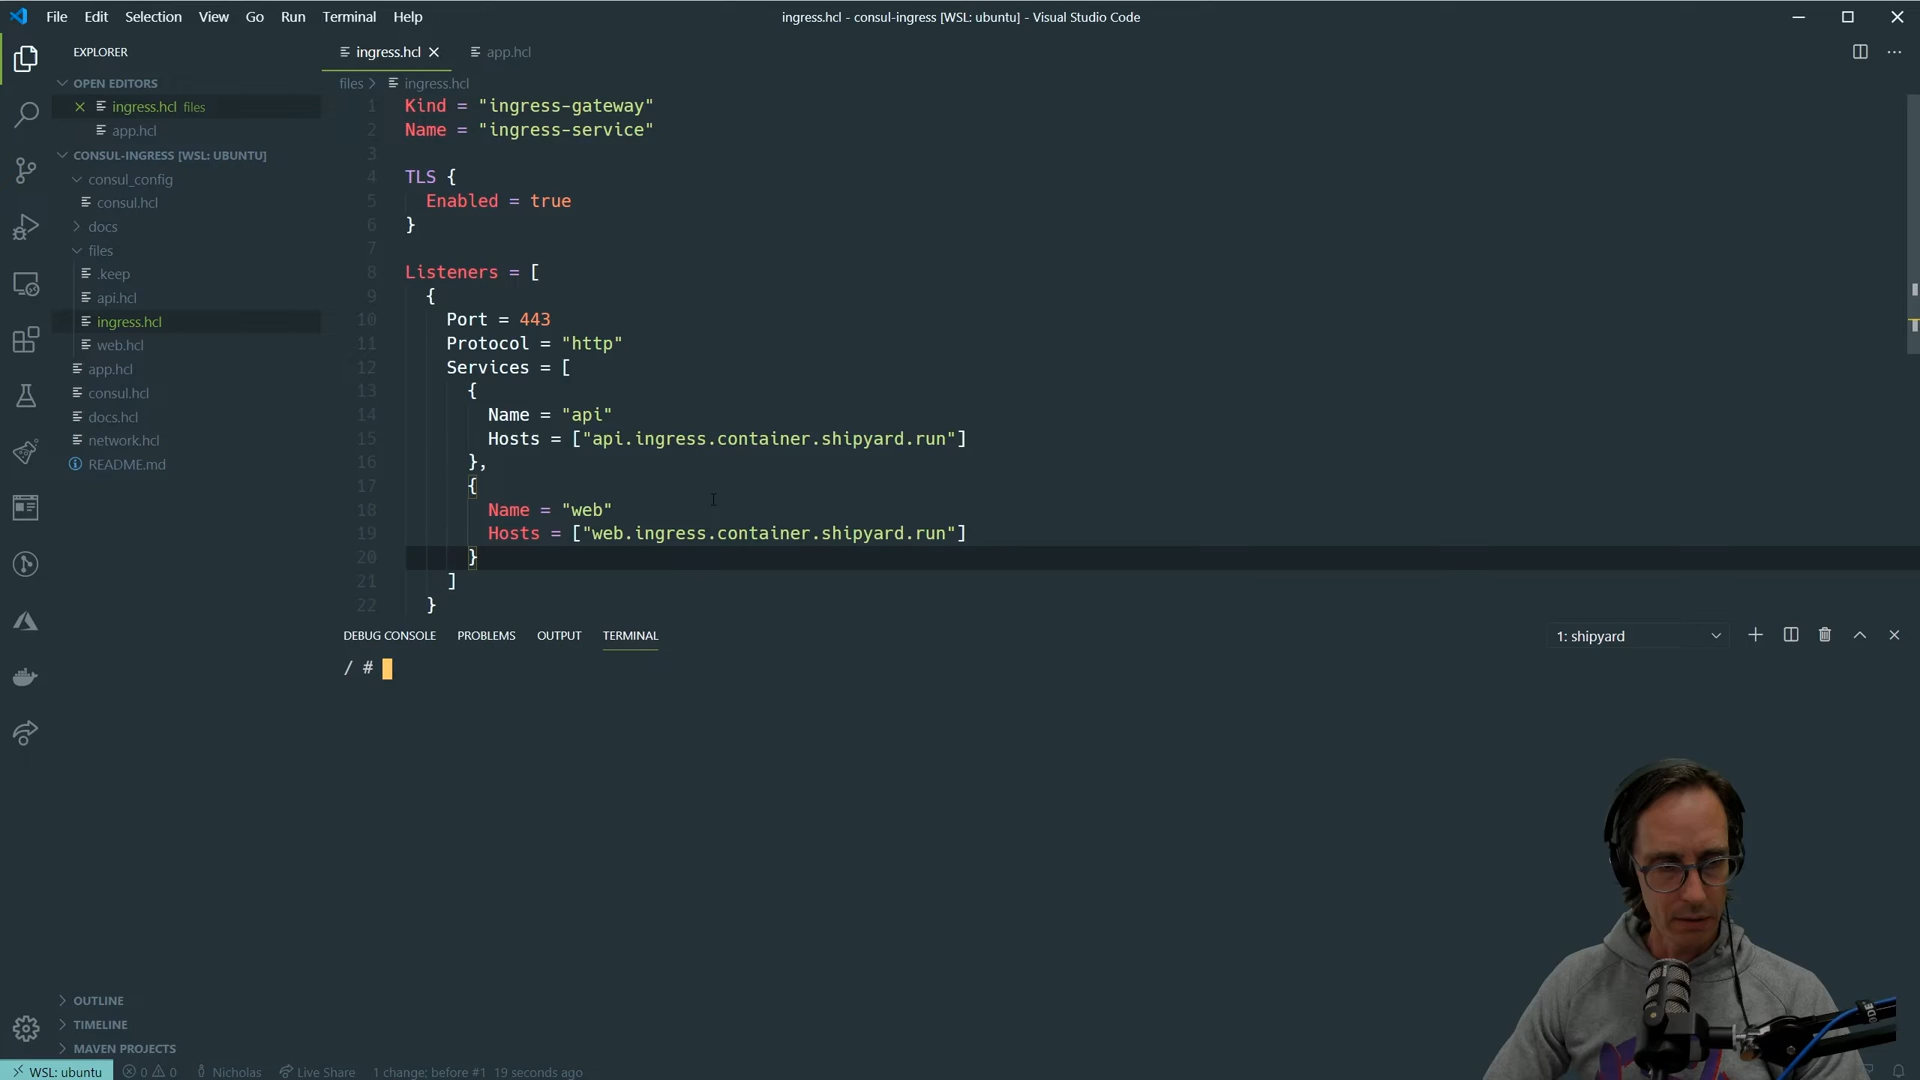 File Edit Selection View Go Run Terminal Help
ingress.hcl - consul-ingress [WSL: ubuntu] - Visual Studio Code
EXPLORER
OPEN EDITORS
ingress.hcl files
app.hcl
CONSUL-INGRESS [WSL: UBUNTU]
consul_config
consul.hcl
docs
files
.keep
api.hcl
ingress.hcl
web.hcl
app.hcl
consul.hcl
docs.hcl
network.hcl
README.md
OUTLINE
TIMELINE
MAVEN PROJECTS
ingress.hcl app.hcl
files > ingress.hcl
1 Kind = "ingress-gateway"
2 Name = "ingress-service"
3
4 TLS {
5 Enabled = true
6 }
7
8 Listeners = [
9 {
10 Port = 443
11 Protocol = "http"
12 Services = [
13 {
14 Name = "api"
15 Hosts = ["api.ingress.container.shipyard.run"]
16 },
17 {
18 Name = "web"
19 Hosts = ["web.ingress.container.shipyard.run"]
20 }
21 ]
22 }
DEBUG CONSOLE PROBLEMS OUTPUT TERMINAL
1: shipyard
/ #
WSL: ubuntu 0 0 Nicholas Live Share 1 change; before #1 19 seconds ago